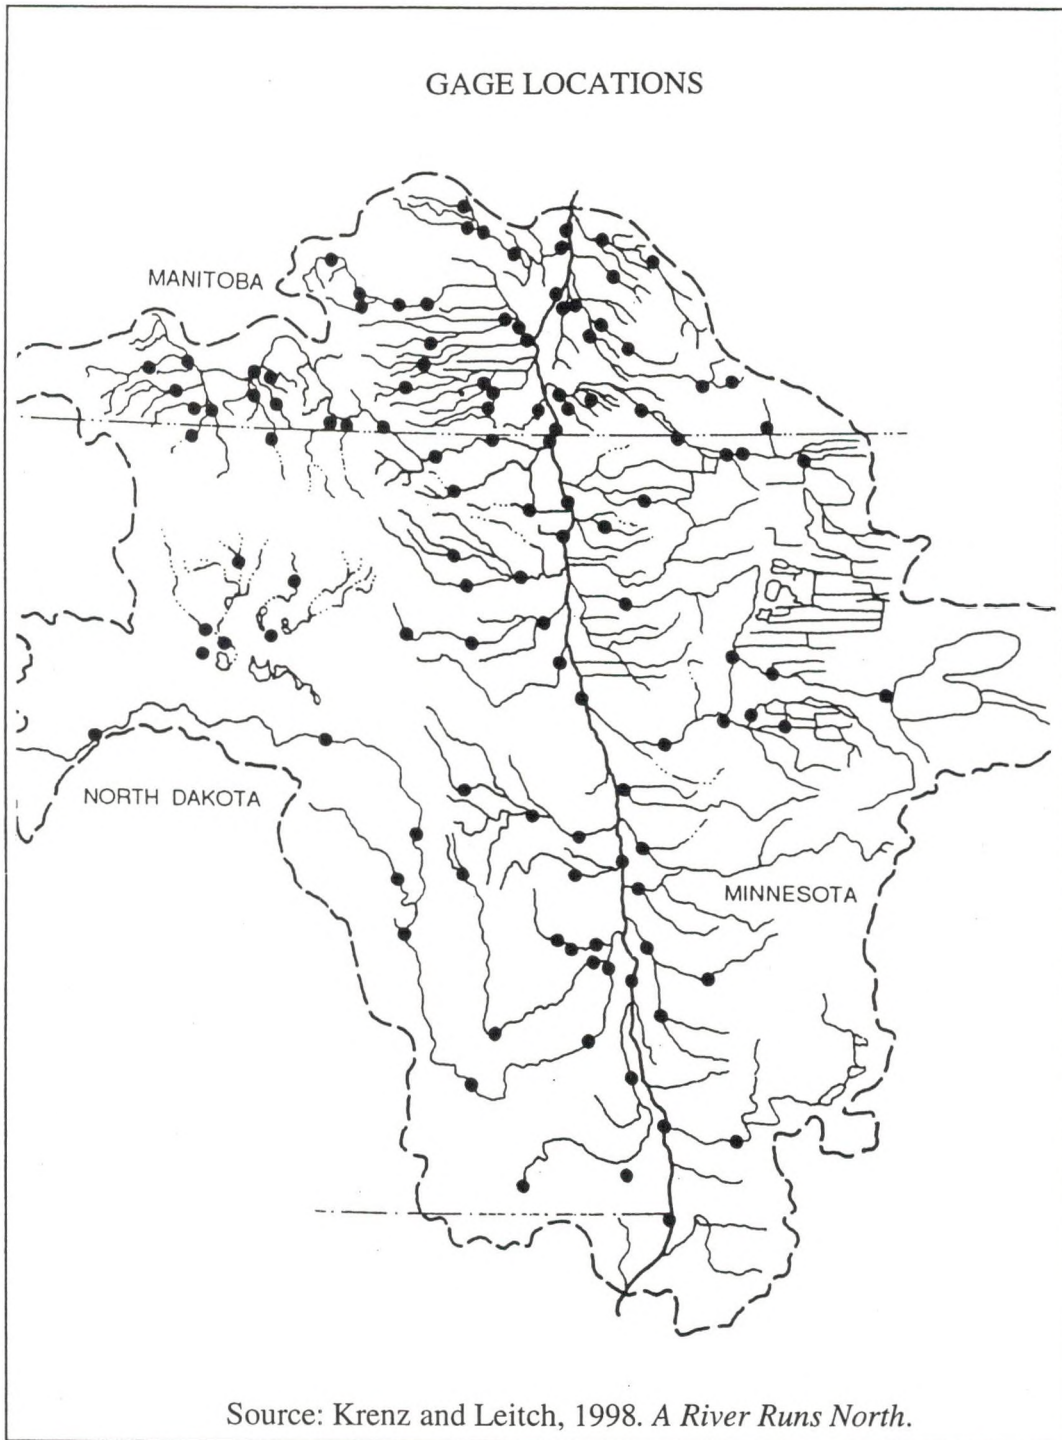 GAGE LOCATIONS
MANITOBA
NORTH DAKOTA
MINNESOTA
Source: Krenz and Leitch, 1998. A River Runs North.